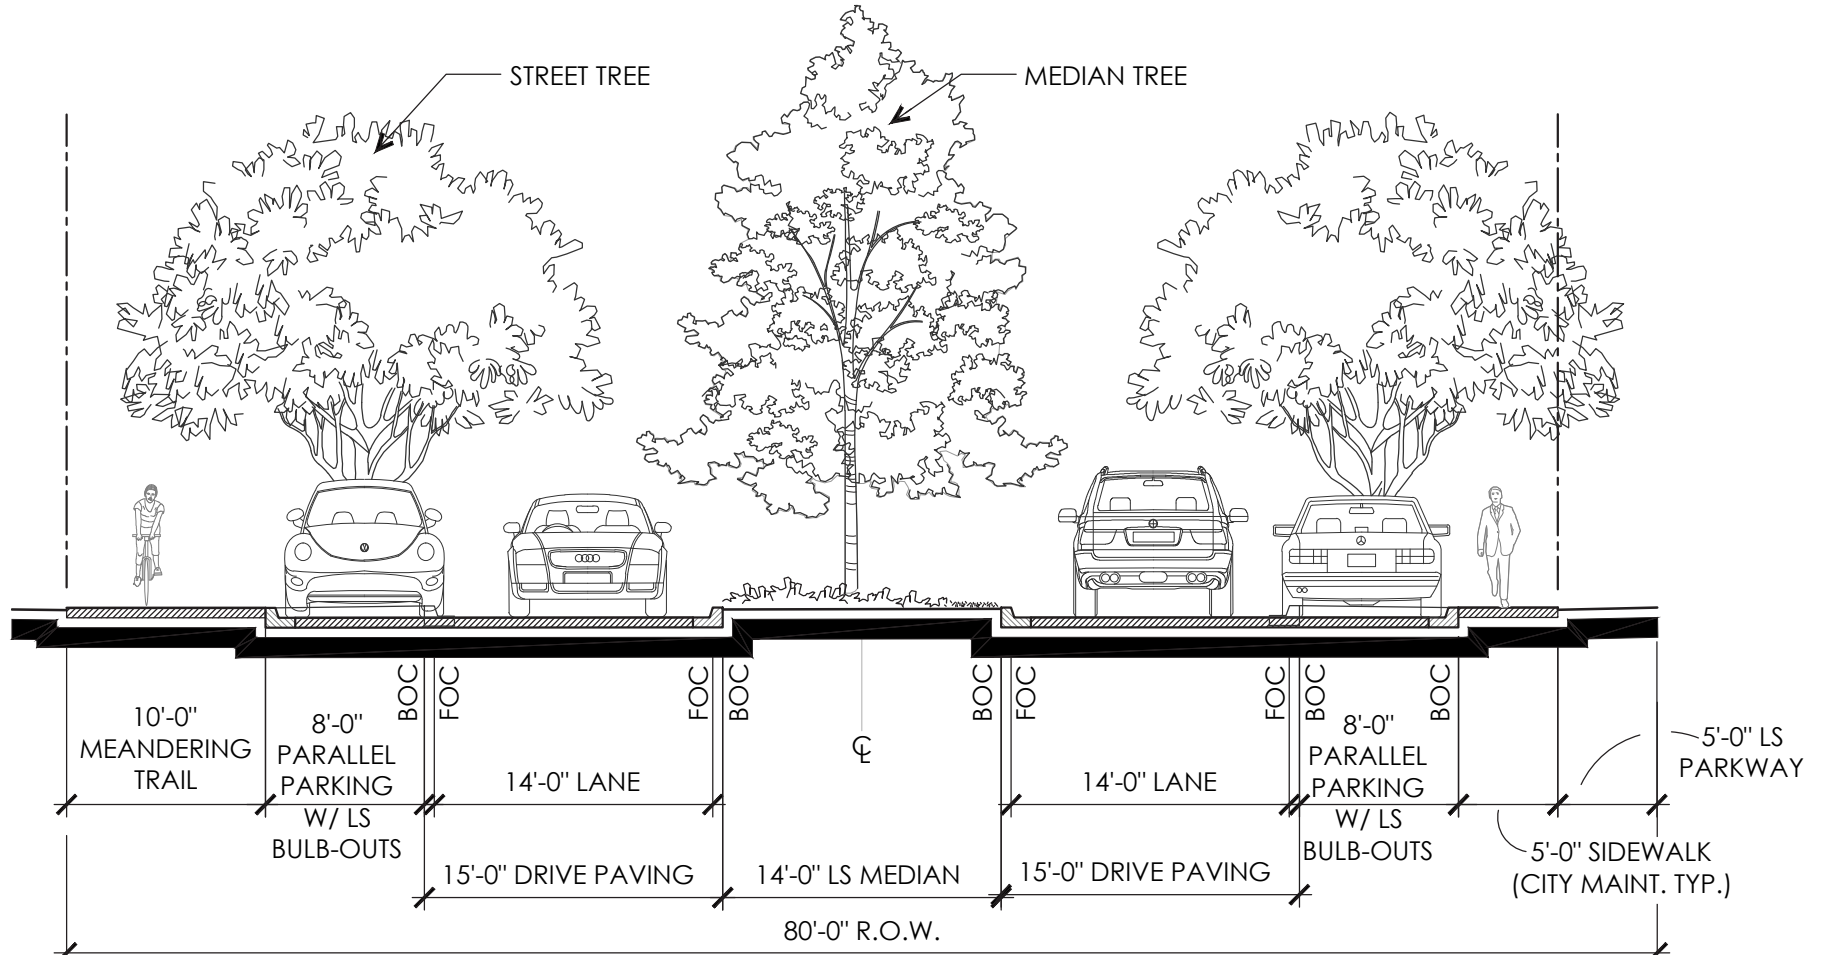 STREET TREE
MEDIAN TREE
BOC
FOC
FOC
BOC
BOC
FOC
FOC
BOC
BOC
10'-0"
MEANDERING
TRAIL
8'-0"
PARALLEL
PARKING
W/ LS
BULB-OUTS
14'-0" LANE
℄
14'-0" LANE
8'-0"
PARALLEL
PARKING
W/ LS
BULB-OUTS
5'-0" LS
PARKWAY
5'-0" SIDEWALK
(CITY MAINT. TYP.)
15'-0" DRIVE PAVING
14'-0" LS MEDIAN
15'-0" DRIVE PAVING
80'-0" R.O.W.